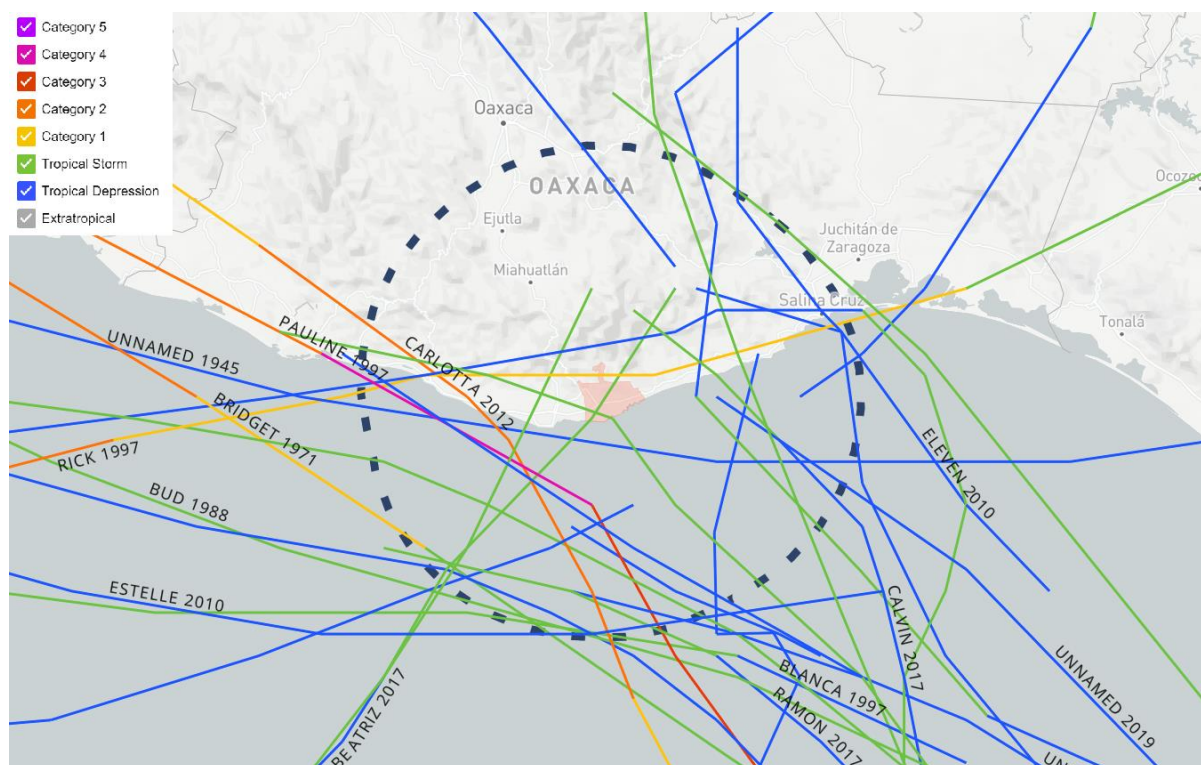 Category 5
Category 4
Category 3
Category 2
Category 1
Tropical Storm
Tropical Depression
Extratropical
Oaxaca
OAXACA
Ejutla
Miahuatlán
Juchitán de
Zaragoza
Salina Cruz
Ocozoc
Tonalá
UNNAMED 1945
PAULINE 1997
CARLOTTA 2012
BRIDGET 1971
RICK 1997
BUD 1988
ESTELLE 2010
BEATRIZ 2017
ELEVEN 2010
CALVIN 2017
BLANCA 1997
RAMON 2017
UNNAMED 2019
UN